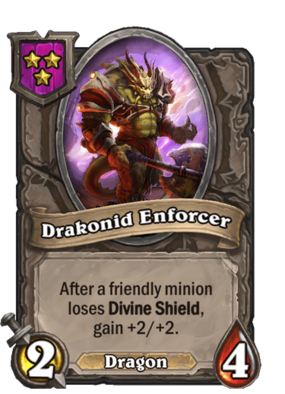 Drakonid Enforcer
After a friendly minion
loses Divine Shield,
gain +2/+2.
2
Dragon
4